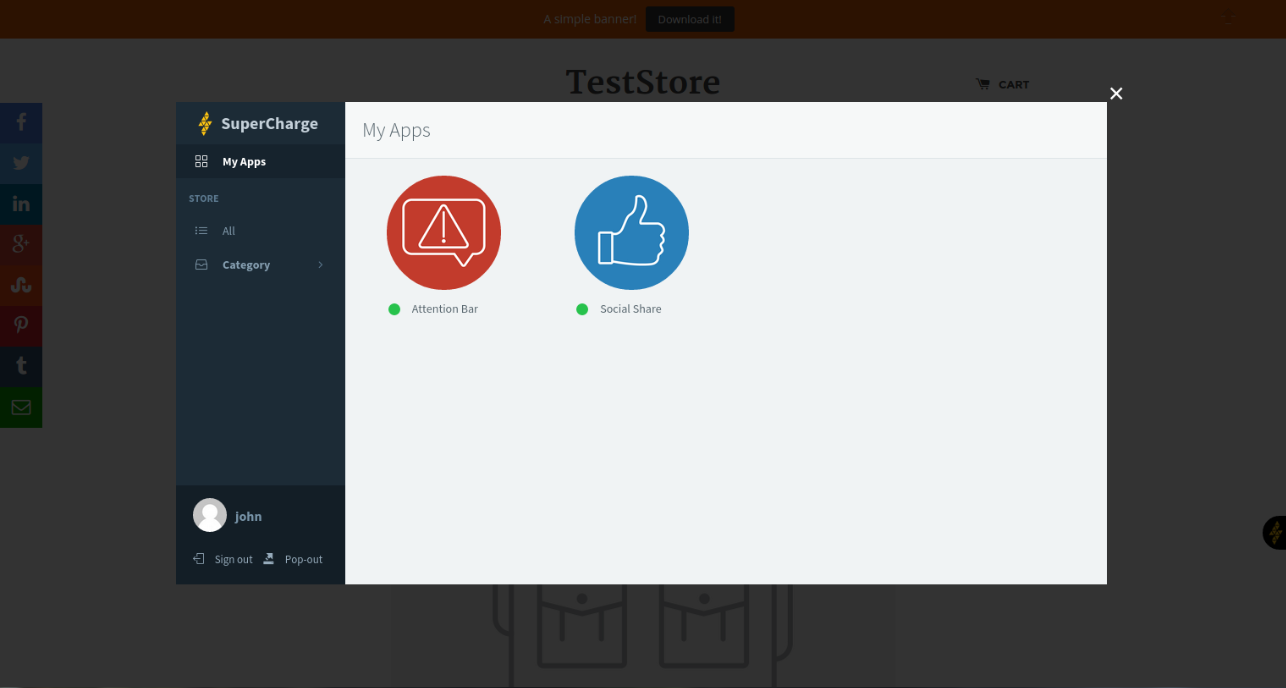 A simple banner! Download it!
TestStore
CART
SuperCharge
My Apps
STORE
All
Category
john
Sign out Pop-out
My Apps
Attention Bar
Social Share